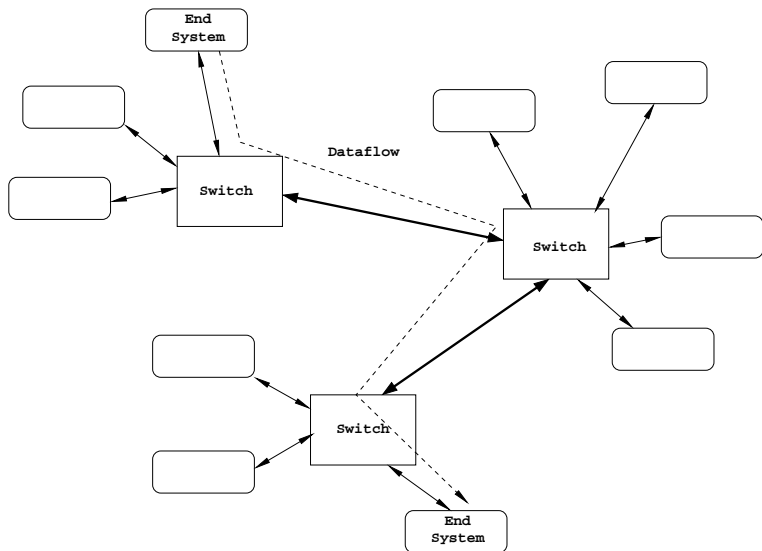 End
System
Dataflow
Switch
Switch
Switch
End
System